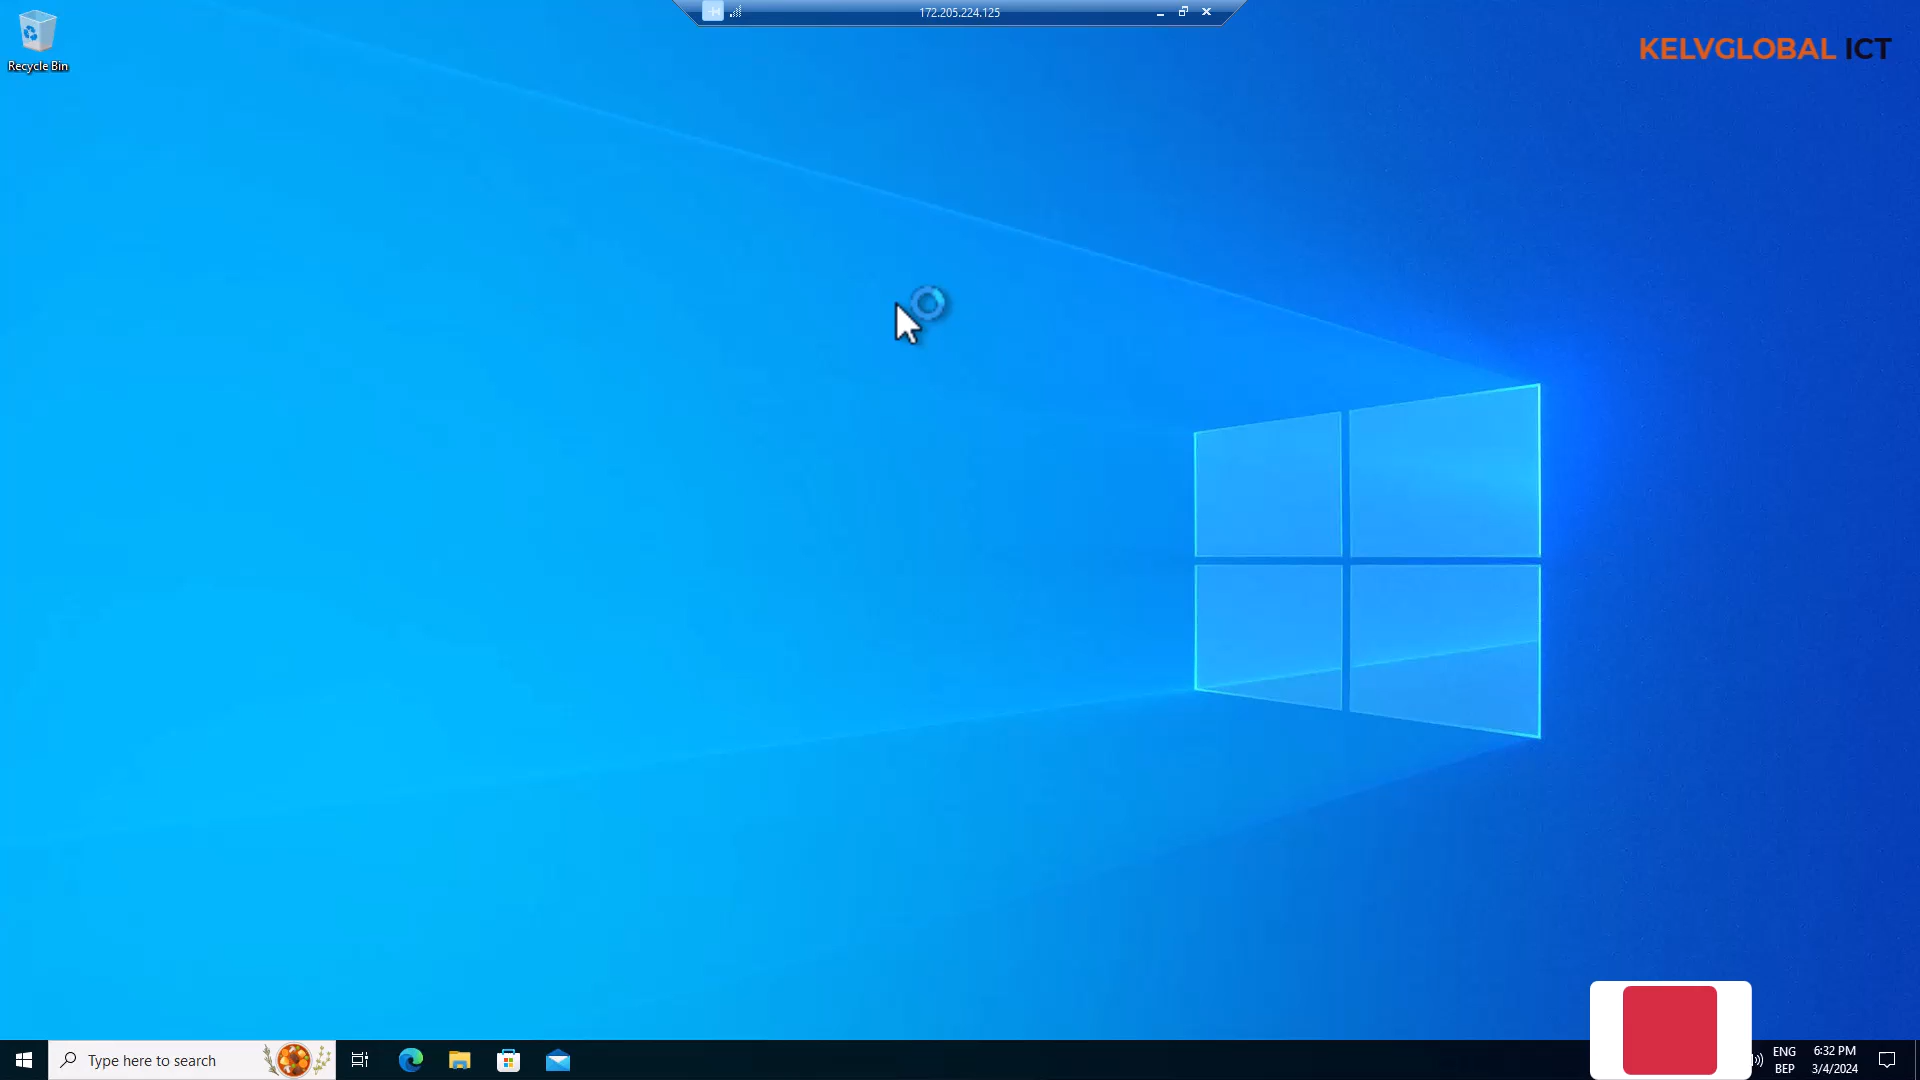 172.205.224.125
Recycle Bin
KELVGLOBAL ICT
Type here to search
ENG
BEP
6:32 PM
3/4/2024